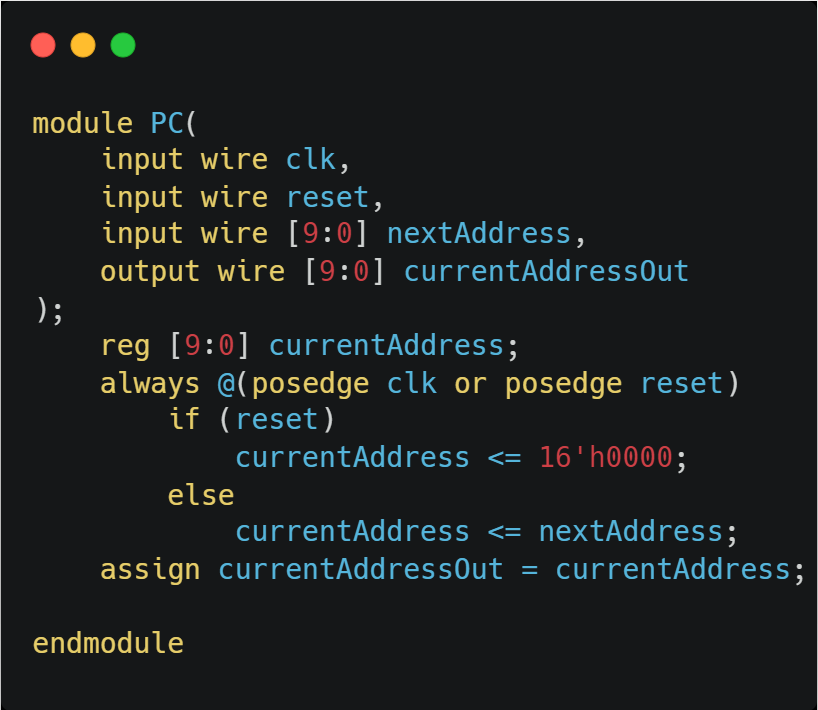 module PC(
    input wire clk,
    input wire reset,
    input wire [9:0] nextAddress,
    output wire [9:0] currentAddressOut
);
    reg [9:0] currentAddress;
    always @(posedge clk or posedge reset)
        if (reset)
            currentAddress <= 16'h0000;
        else
            currentAddress <= nextAddress;
    assign currentAddressOut = currentAddress;
endmodule